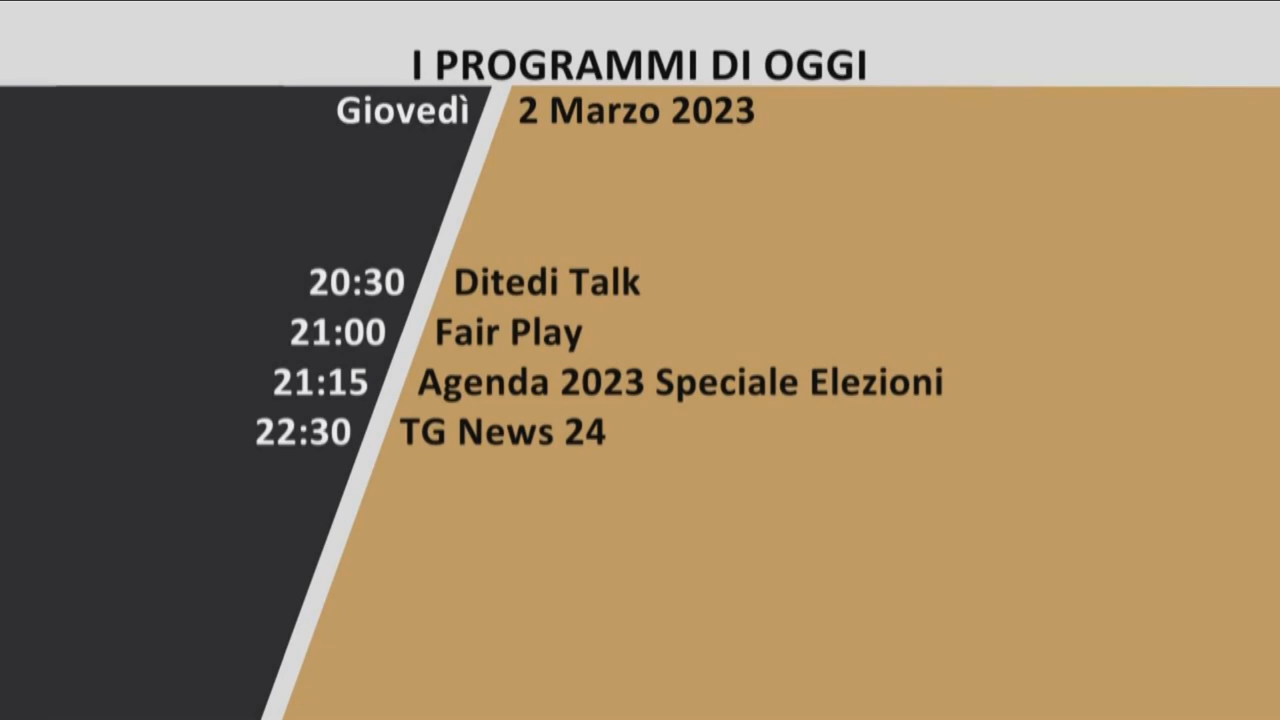 I PROGRAMMI DI OGGI
Giovedì 2 Marzo 2023
20:30 Ditedi Talk
21:00 Fair Play
21:15 Agenda 2023 Speciale Elezioni
22:30 TG News 24